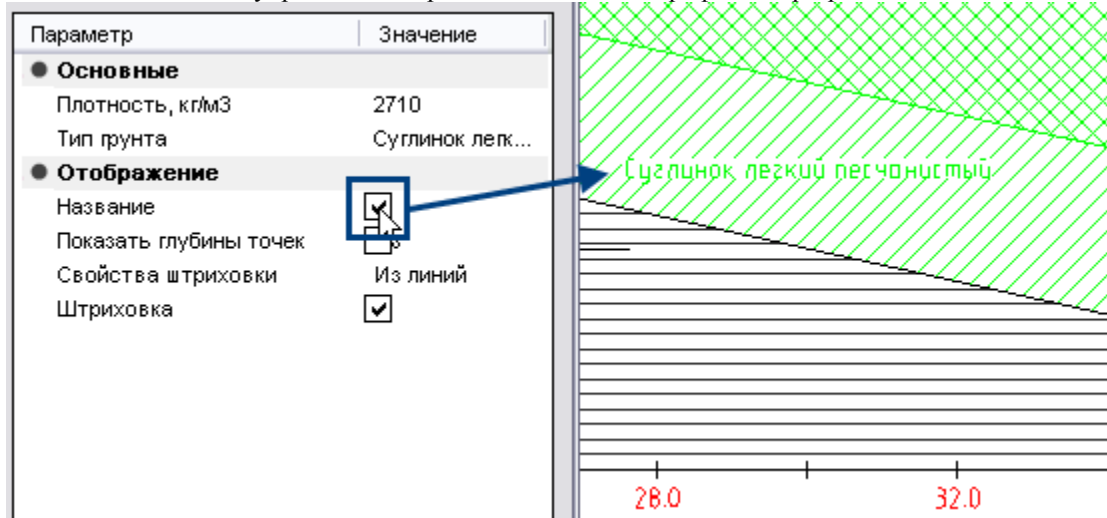 Параметр Значение
Основные
Плотность, кг/м3 2710
Тип грунта Суглинок легк...
Отображение
Название
Показать глубины точек
Свойства штриховки Из линий
Штриховка
Суглинок легкий песчанистый
28.0 32.0